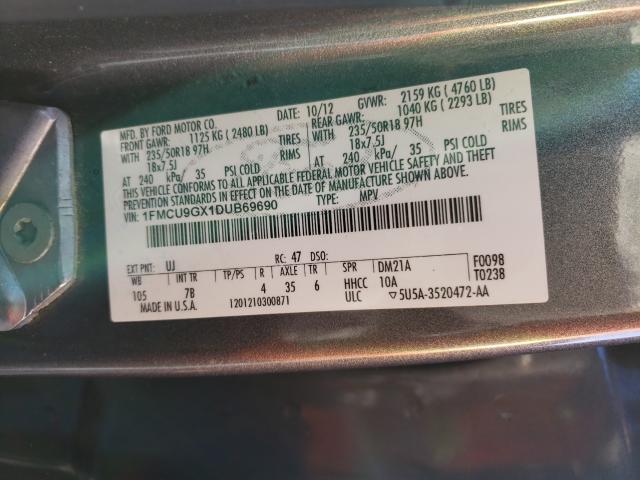 MFD. BY FORD MOTOR CO.
DATE: 10/12 GVWR: 2159 KG ( 4760 LB)
FRONT GAWR: 1125 KG ( 2480 LB)
REAR GAWR: 1040 KG ( 2293 LB)
WITH 235/50R18 97H TIRES
WITH 235/50R18 97H TIRES
18x7.5J RIMS
18x7.5J RIMS
AT 240 kPa/ 35 PSI COLD
AT 240 kPa/ 35 PSI COLD
THIS VEHICLE CONFORMS TO ALL APPLICABLE FEDERAL MOTOR VEHICLE SAFETY AND THEFT
PREVENTION STANDARDS IN EFFECT ON THE DATE OF MANUFACTURE SHOWN ABOVE.
VIN: 1FMCU9GX1DUB69690
TYPE: MPV
EXT PNT: UJ RC: 47 DSO:
WB INT TR TP/PS R AXLE TR SPR DM21A F0098
105 7B 4 35 6 HHCC 10A T0238
MADE IN U.S.A. 1201210300871 ULC ▽5U5A-3520472-AA